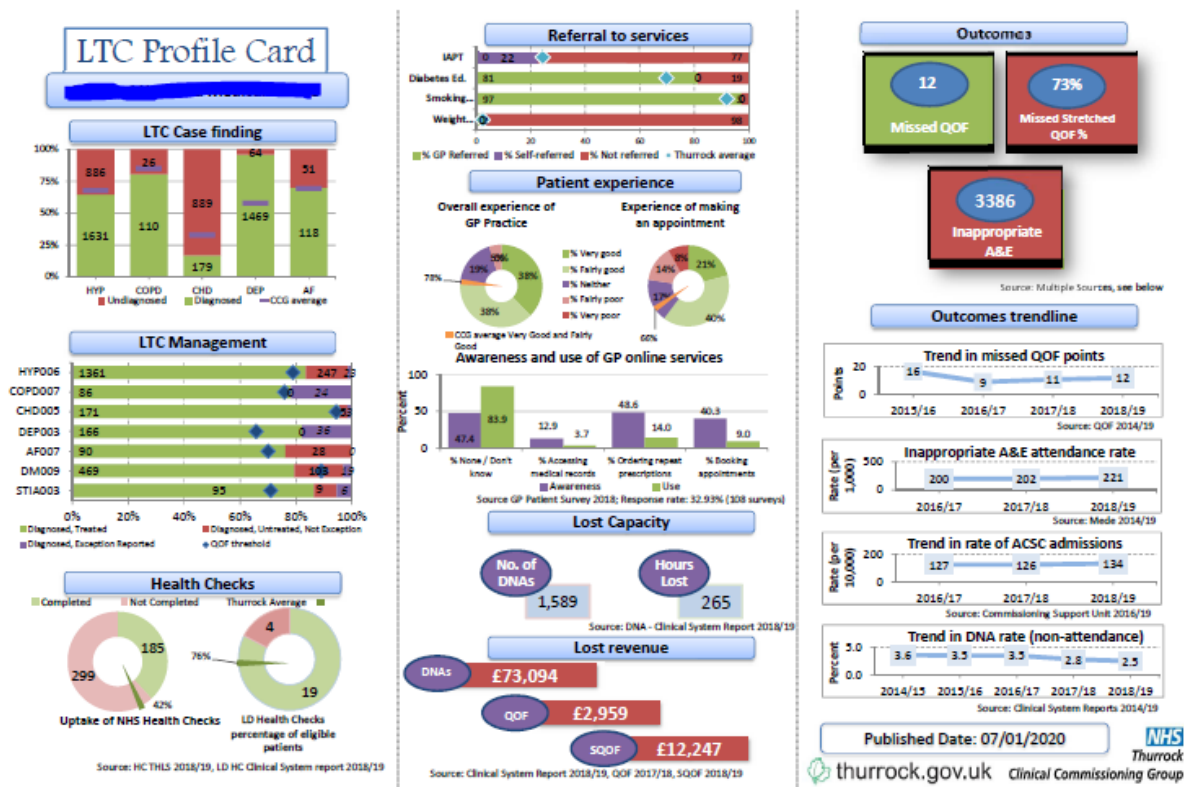 LTC Profile Card
LTC Case finding
100%
75%
50%
25%
0%
886
26
889
64
51
1631
110
179
1469
118
HYP COPD CHD DEP AF
Undiagnosed Diagnosed CCG average
LTC Management
HYP006 1361 247 23
COPD007 86 0 24
CHD005 171
DEP003 166 0 36
AF007 90 28 0
DM009 469 103 19
STIA003 95 9 6
0% 20% 40% 60% 80% 100%
Diagnosed, Treated Diagnosed, Untreated, Not Exception
Diagnosed, Exception Reported QOF threshold
Health Checks
Completed Not Completed Thurrock Average
185
299
42%
4
76%
19
Uptake of NHS Health Checks
LD Health Checks
percentage of eligible
patients
Source: HC THLS 2018/19, LD HC Clinical System report 2018/19
Referral to services
IAPT 0 22 77
Diabetes Ed. 81 0 19
Smoking... 97
Weight... 98
0 20 40 60 80 100
% GP Referred % Self-referred % Not referred Thurrock average
Patient experience
Overall experience of
GP Practice
Experience of making
an appointment
19%
38%
38%
78%
% Very good
% Fairly good
% Neither
% Fairly poor
% Very poor
CCG average Very Good and Fairly
Good
8%
21%
14%
17%
40%
66%
Awareness and use of GP online services
Percent
100
50
0
47.4 83.9
12.9 3.7
48.6 14.0
40.3 9.0
% None / Don't
know
% Accessing
medical records
% Ordering repeat
prescriptions
% Booking
appointments
Awareness Use
Source GP Patient Survey 2018; Response rate: 32.93% (108 surveys)
Lost Capacity
No. of
DNAs
1,589
Hours
Lost
265
Source: DNA - Clinical System Report 2018/19
Lost revenue
DNAs £73,094
QOF £2,959
SQOF £12,247
Source: Clinical System Report 2018/19, QOF 2017/18, SQOF 2018/19
Outcomes
12
Missed QOF
73%
Missed Stretched
QOF %
3386
Inappropriate
A&E
Source: Multiple Sources, see below
Outcomes trendline
Trend in missed QOF points
Points
20
0
16 9 11 12
2015/16 2016/17 2017/18 2018/19
Source: QOF 2014/19
Inappropriate A&E attendance rate
Rate (per
1,000)
500
0
200 202 221
2016/17 2017/18 2018/19
Source: Mede 2014/19
Trend in rate of ACSC admissions
Rate (per
10,000)
200
0
127 126 134
2016/17 2017/18 2018/19
Source: Commissioning Support Unit 2016/19
Trend in DNA rate (non-attendance)
Percent
5.0
0.0
3.6 3.5 3.5 2.8 2.5
2014/15 2015/16 2016/17 2017/18 2018/19
Source: Clinical System Reports 2014/19
Published Date: 07/01/2020
NHS
Thurrock
Clinical Commissioning Group
thurrock.gov.uk